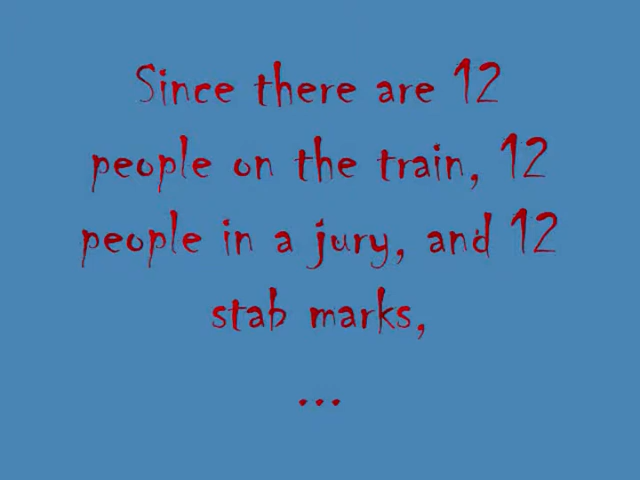 Since there are 12
people on the train, 12
people in a jury, and 12
stab marks,
...